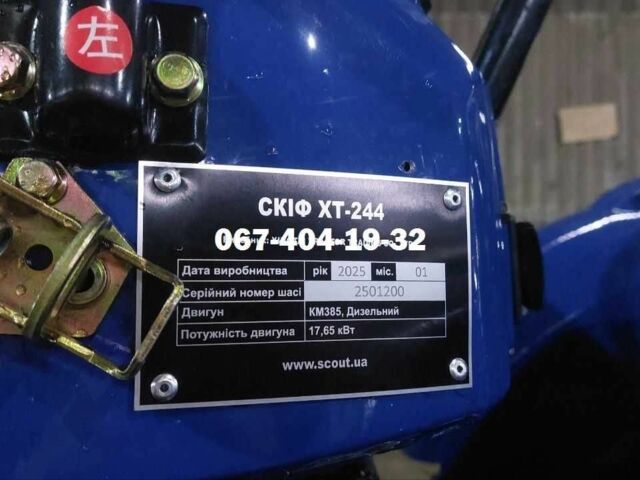 左
СКІФ ХТ-244
067-404-19-32
Дата виробництва рік 2025 міс. 01
Серійний номер шасі 2501200
Двигун КМ385, Дизельний
Потужність двигуна 17,65 кВт
www.scout.ua